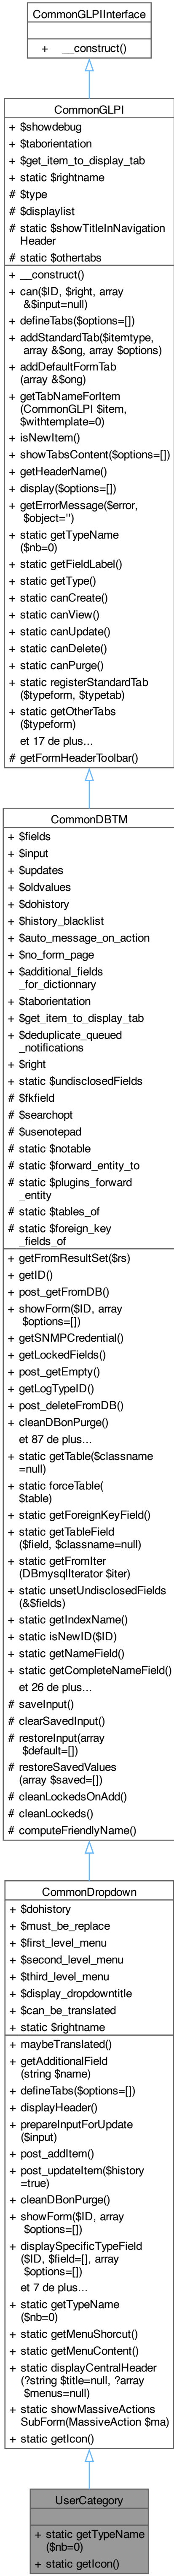 CommonGLPIInterface
+ __construct()
CommonGLPI
+ $showdebug
+ $taborientation
+ $get_item_to_display_tab
+ static $rightname
# $type
# $displaylist
# static $showTitleInNavigation
Header
# static $othertabs
+ __construct()
+ can($ID, $right, array
&$input=null)
+ defineTabs($options=[])
+ addStandardTab($itemtype,
array &$ong, array $options)
+ addDefaultFormTab
(array &$ong)
+ getTabNameForItem
(CommonGLPI $item,
$withtemplate=0)
+ isNewItem()
+ showTabsContent($options=[])
+ getHeaderName()
+ display($options=[])
+ getErrorMessage($error,
$object='')
+ static getTypeName
($nb=0)
+ static getFieldLabel()
+ static getType()
+ static canCreate()
+ static canView()
+ static canUpdate()
+ static canDelete()
+ static canPurge()
+ static registerStandardTab
($typeform, $typetab)
+ static getOtherTabs
($typeform)
et 17 de plus...
# getFormHeaderToolbar()
CommonDBTM
+ $fields
+ $input
+ $updates
+ $oldvalues
+ $dohistory
+ $history_blacklist
+ $auto_message_on_action
+ $no_form_page
+ $additional_fields
_for_dictionnary
+ $taborientation
+ $get_item_to_display_tab
+ $deduplicate_queued
_notifications
+ $right
+ static $undisclosedFields
# $fkfield
# $searchopt
# $usenotepad
# static $notable
# static $forward_entity_to
# static $plugins_forward
_entity
# static $tables_of
# static $foreign_key
_fields_of
+ getFromResultSet($rs)
+ getID()
+ post_getFromDB()
+ showForm($ID, array
$options=[])
+ getSNMPCredential()
+ getLockedFields()
+ post_getEmpty()
+ getLogTypeID()
+ post_deleteFromDB()
+ cleanDBonPurge()
et 87 de plus...
+ static getTable($classname
=null)
+ static forceTable(
$table)
+ static getForeignKeyField()
+ static getTableField
($field, $classname=null)
+ static getFromIter
(DBmysqlIterator $iter)
+ static unsetUndisclosedFields
(&$fields)
+ static getIndexName()
+ static isNewID($ID)
+ static getNameField()
+ static getCompleteNameField()
et 26 de plus...
# saveInput()
# clearSavedInput()
# restoreInput(array
$default=[])
# restoreSavedValues
(array $saved=[])
# cleanLockedsOnAdd()
# cleanLockeds()
# computeFriendlyName()
CommonDropdown
+ $dohistory
+ $must_be_replace
+ $first_level_menu
+ $second_level_menu
+ $third_level_menu
+ $display_dropdowntitle
+ $can_be_translated
+ static $rightname
+ maybeTranslated()
+ getAdditionalField
(string $name)
+ defineTabs($options=[])
+ displayHeader()
+ prepareInputForUpdate
($input)
+ post_addItem()
+ post_updateItem($history
=true)
+ cleanDBonPurge()
+ showForm($ID, array
$options=[])
+ displaySpecificTypeField
($ID, $field=[], array
$options=[])
et 7 de plus...
+ static getTypeName
($nb=0)
+ static getMenuShorcut()
+ static getMenuContent()
+ static displayCentralHeader
(?string $title=null, ?array
$menus=null)
+ static showMassiveActions
SubForm(MassiveAction $ma)
+ static getIcon()
UserCategory
+ static getTypeName
($nb=0)
+ static getIcon()